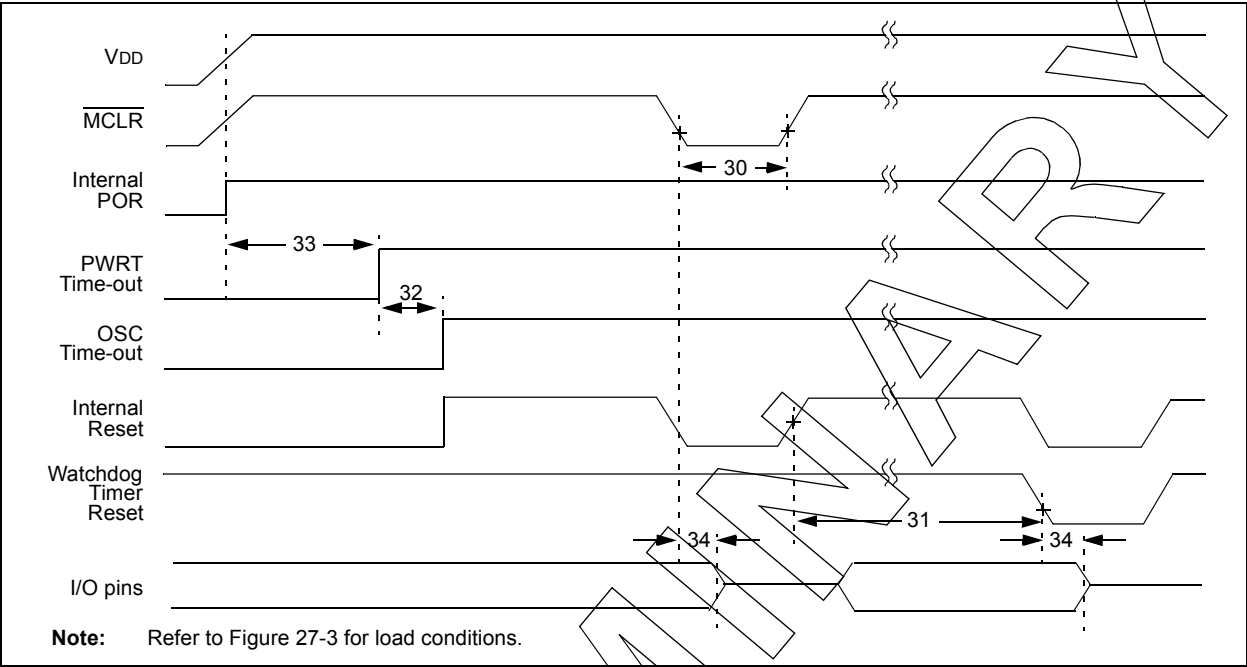 VDD
MCLR
30
Internal
POR
33
PWRT
Time-out
32
OSC
Time-out
Internal
Reset
Watchdog
Timer
Reset
31
34
34
I/O pins
Note: Refer to Figure 27-3 for load conditions.
MINARY